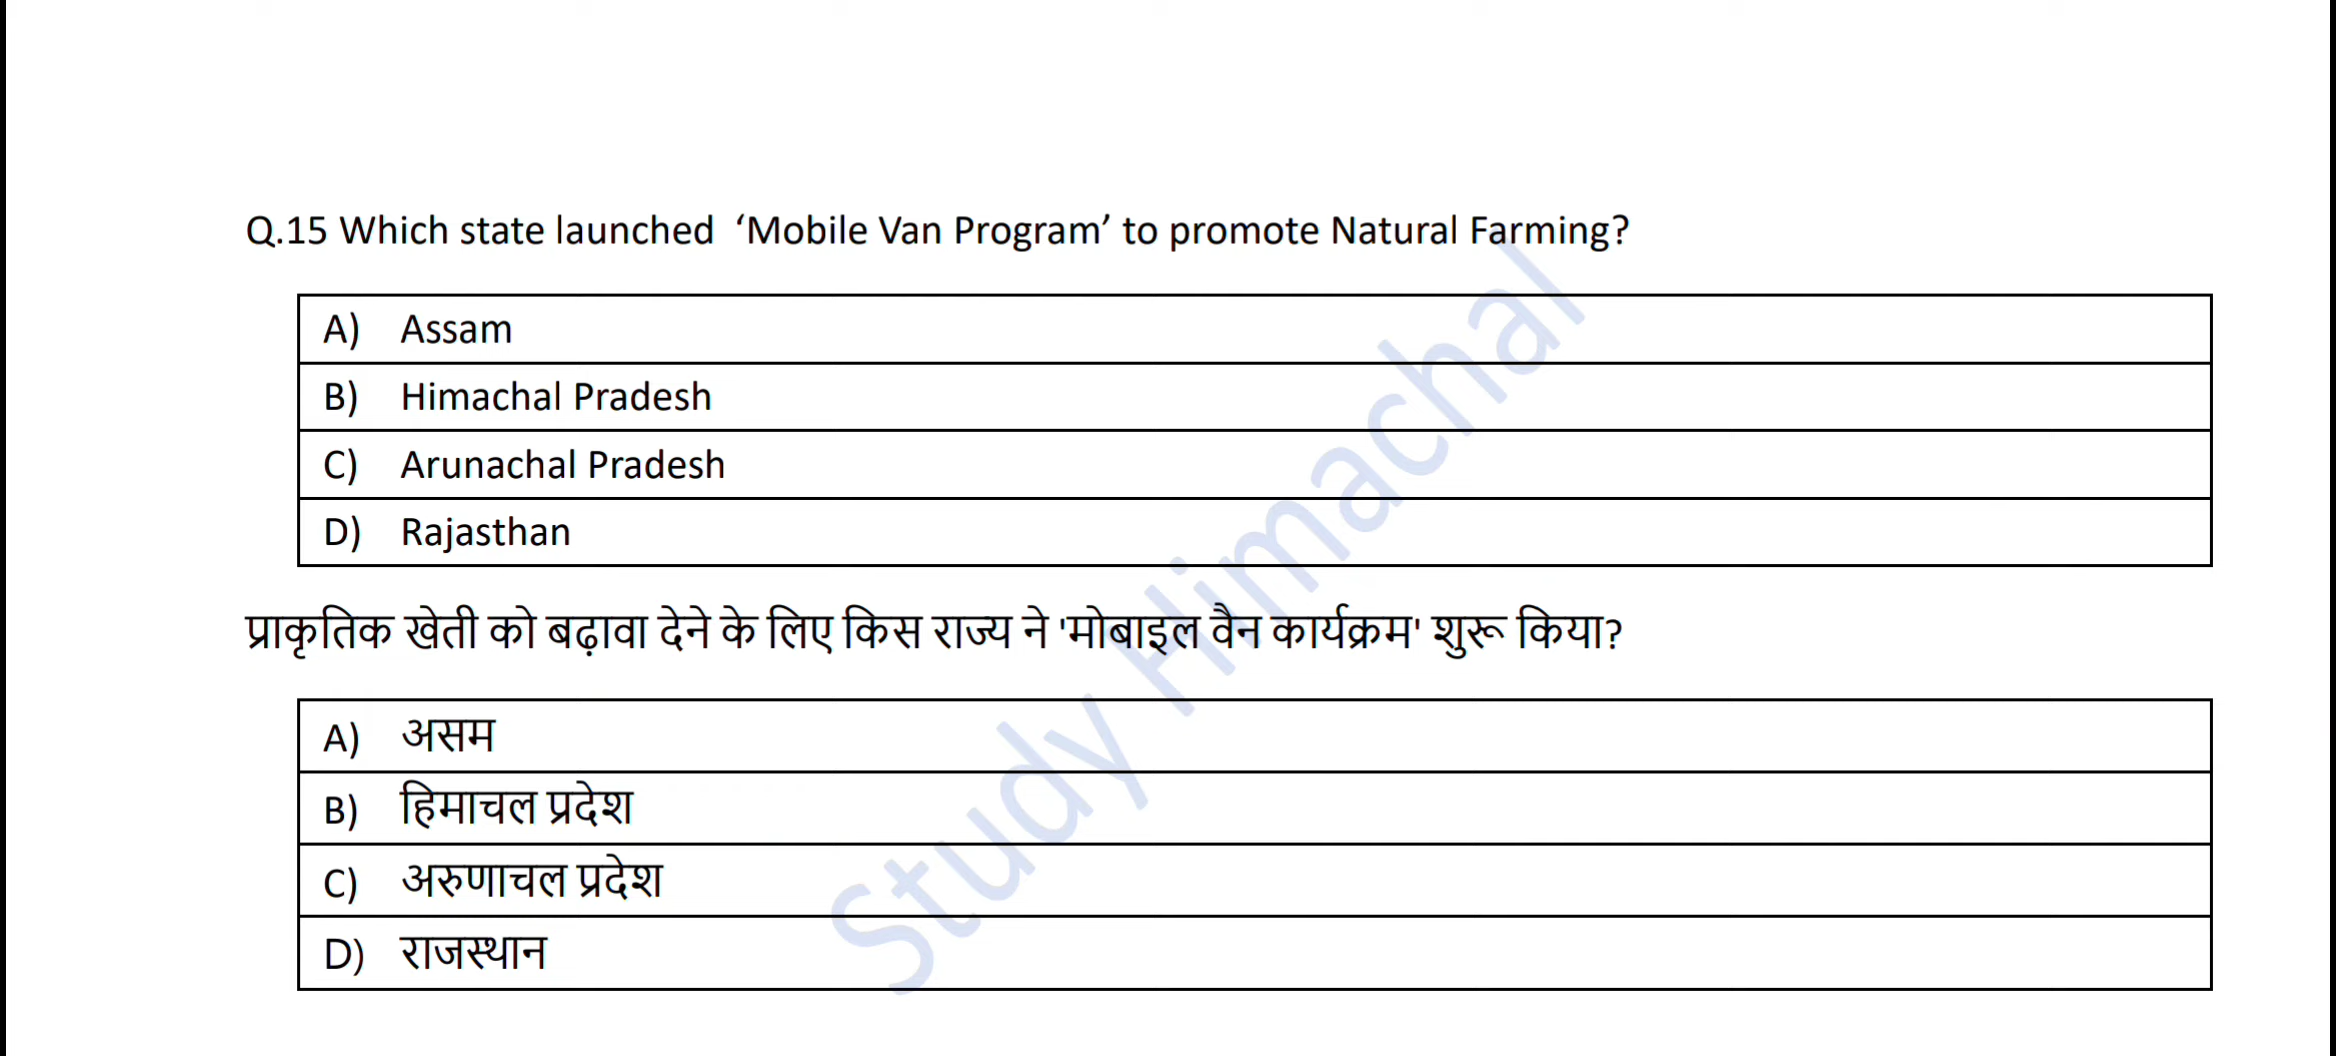 Q.15 Which state launched ‘Mobile Van Program’ to promote Natural Farming?
A) Assam
B) Himachal Pradesh
C) Arunachal Pradesh
D) Rajasthan
प्राकृतिक खेती को बढ़ावा देने के लिए किस राज्य ने 'मोबाइल वैन कार्यक्रम' शुरू किया?
A) असम
B) हिमाचल प्रदेश
C) अरुणाचल प्रदेश
D) राजस्थान
Study Himachal